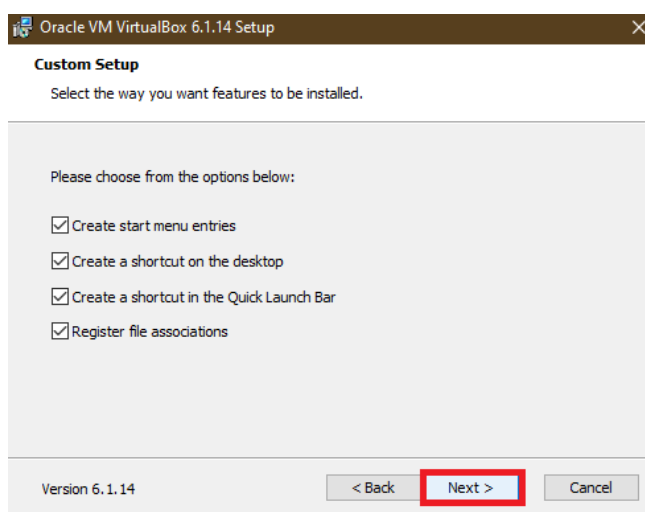 Oracle VM VirtualBox 6.1.14 Setup
Custom Setup
Select the way you want features to be installed.
Please choose from the options below:
Create start menu entries
Create a shortcut on the desktop
Create a shortcut in the Quick Launch Bar
Register file associations
Version 6.1.14 < Back Next > Cancel